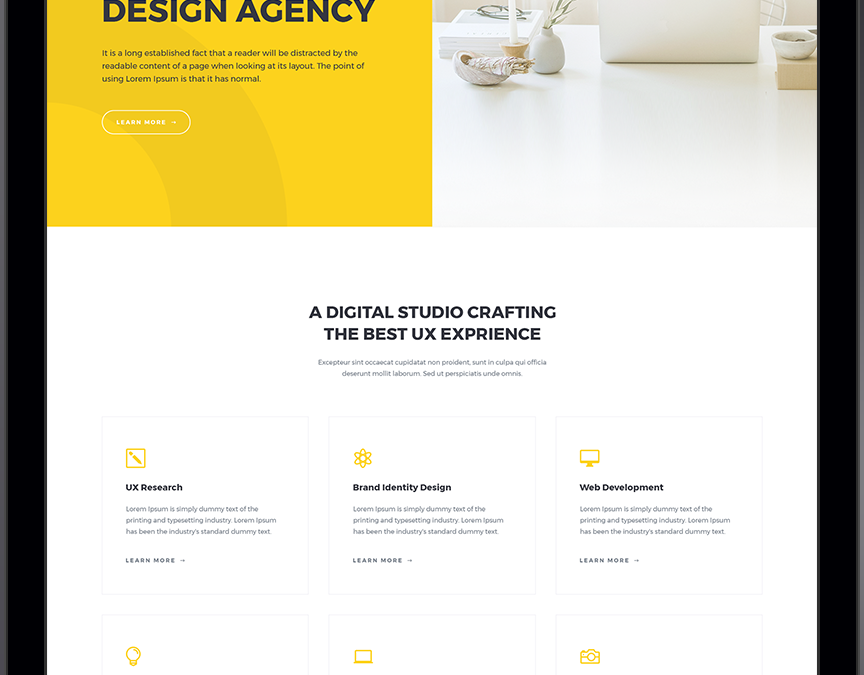 DESIGN AGENCY
It is a long established fact that a reader will be distracted by the
readable content of a page when looking at its layout. The point of
using Lorem Ipsum is that it has normal.
LEARN MORE →
A DIGITAL STUDIO CRAFTING
THE BEST UX EXPRIENCE
Excepteur sint occaecat cupidatat non proident, sunt in culpa qui officia
deserunt mollit laborum. Sed ut perspiciatis unde omnis.
UX Research
Lorem Ipsum is simply dummy text of the
printing and typesetting industry. Lorem Ipsum
has been the industry's standard dummy text.
LEARN MORE →
Brand Identity Design
Lorem Ipsum is simply dummy text of the
printing and typesetting industry. Lorem Ipsum
has been the industry's standard dummy text.
LEARN MORE →
Web Development
Lorem Ipsum is simply dummy text of the
printing and typesetting industry. Lorem Ipsum
has been the industry's standard dummy text.
LEARN MORE →